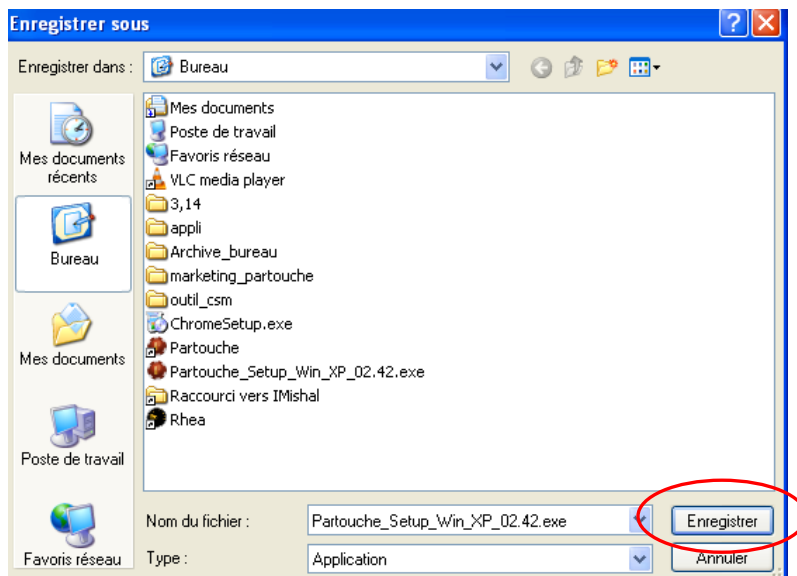 Enregistrer sous
Enregistrer dans :
Bureau
Mes documents
récents
Bureau
Mes documents
Poste de travail
Favoris réseau
Mes documents
Poste de travail
Favoris réseau
VLC media player
3,14
appli
Archive_bureau
marketing_partouche
outil_csm
ChromeSetup.exe
Partouche
Partouche_Setup_Win_XP_02.42.exe
Raccourci vers IMishal
Rhea
Nom du fichier :
Partouche_Setup_Win_XP_02.42.exe
Enregistrer
Type :
Application
Annuler